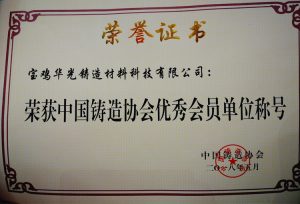 荣誉证书
宝鸡华光铸造材料科技有限公司：
荣获中国铸造协会优秀会员单位称号
中国铸造协会
二〇〇八年五月